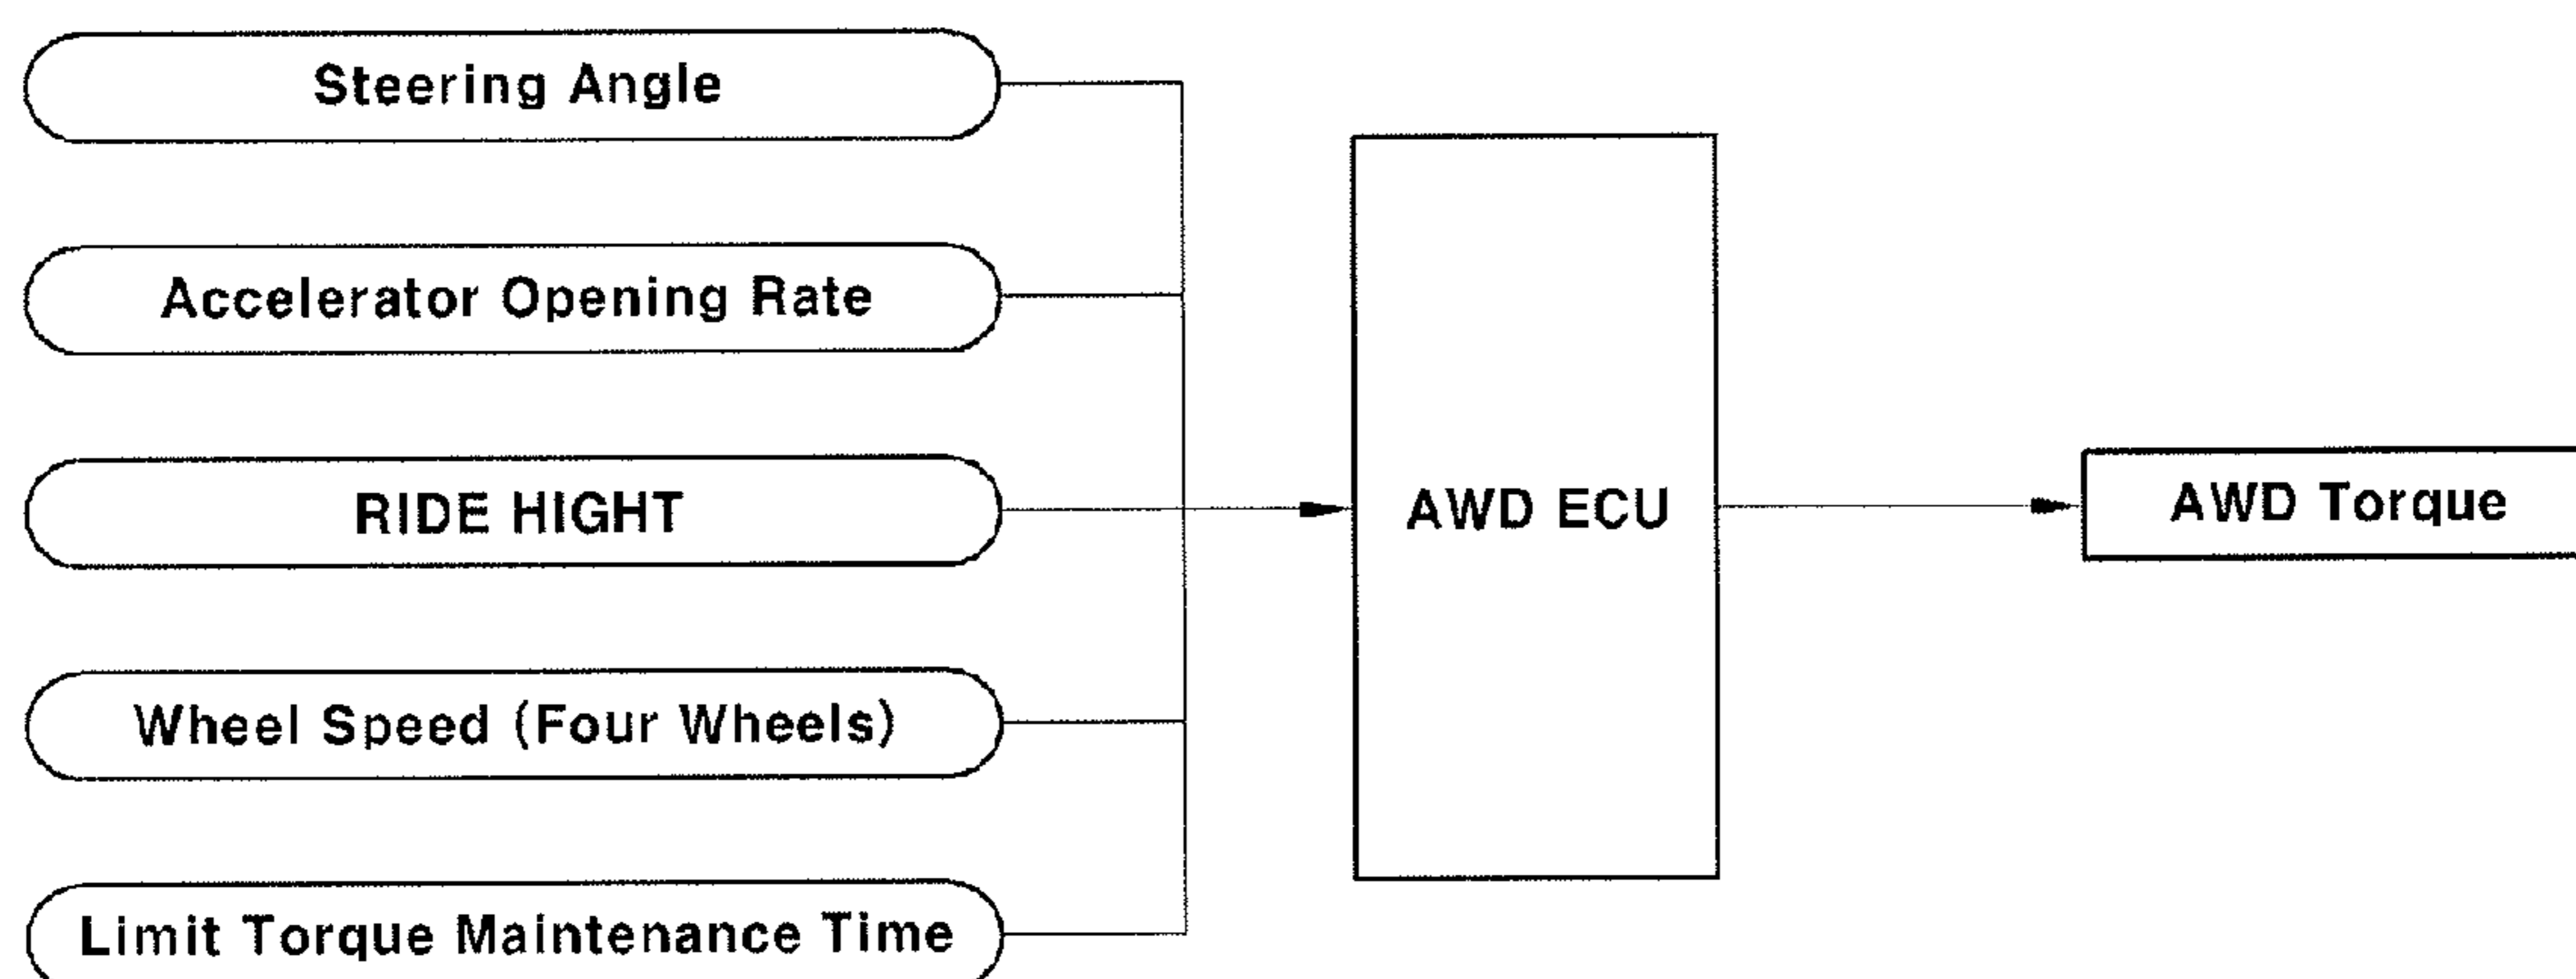 Steering Angle
Accelerator Opening Rate
RIDE HIGHT
Wheel Speed (Four Wheels)
Limit Torque Maintenance Time
AWD ECU
AWD Torque